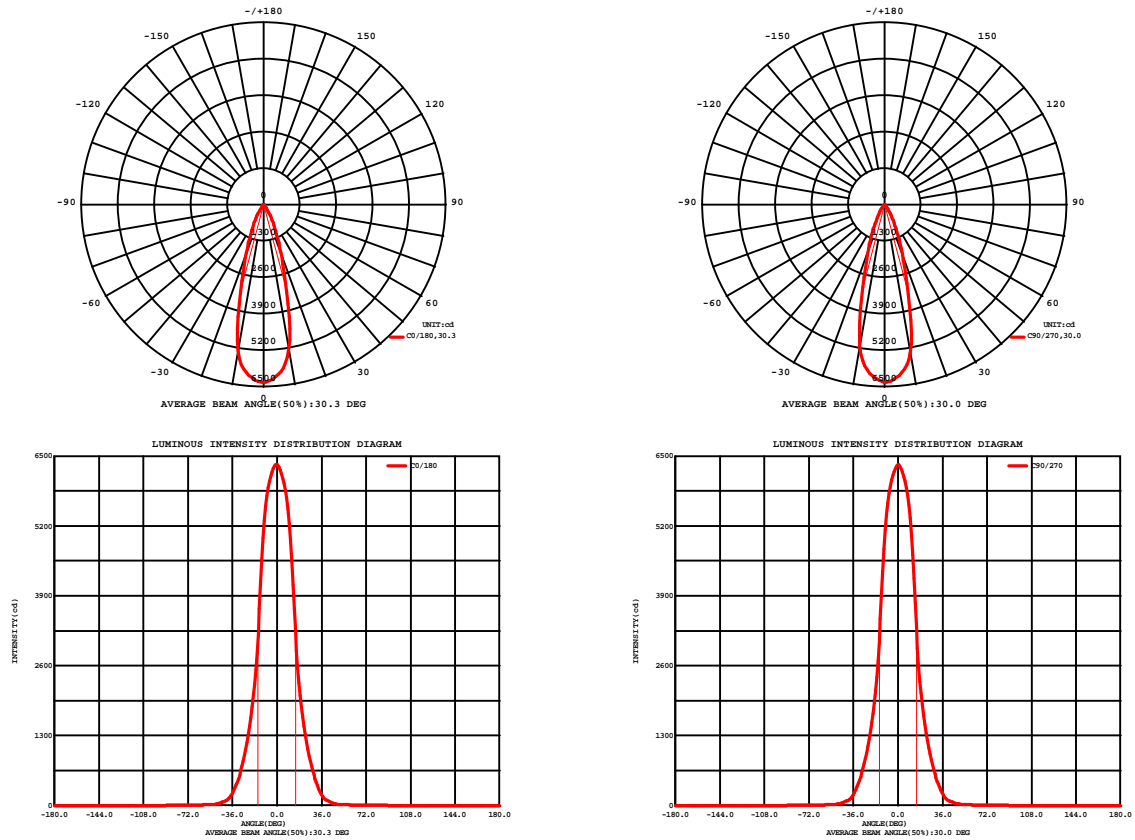 -/+180
-150
150
-120
120
-90
0
90
1300
2600
-60
3900
60
UNIT:cd
C0/180,30.3
5200
-30
30
6500
0
AVERAGE BEAM ANGLE(50%):30.3 DEG
-/+180
-150
150
-120
120
-90
0
90
1300
2600
-60
3900
60
UNIT:cd
C90/270,30.0
5200
-30
30
6500
0
AVERAGE BEAM ANGLE(50%):30.0 DEG
LUMINOUS INTENSITY DISTRIBUTION DIAGRAM
6500
C0/180
5200
3900
INTENSITY(cd)
2600
1300
0
-180.0 -144.0 -108.0 -72.0 -36.0 0.0 36.0 72.0 108.0 144.0 180.0
ANGLE(DEG)
AVERAGE BEAM ANGLE(50%):30.3 DEG
LUMINOUS INTENSITY DISTRIBUTION DIAGRAM
6500
C90/270
5200
3900
INTENSITY(cd)
2600
1300
0
-180.0 -144.0 -108.0 -72.0 -36.0 0.0 36.0 72.0 108.0 144.0 180.0
ANGLE(DEG)
AVERAGE BEAM ANGLE(50%):30.0 DEG